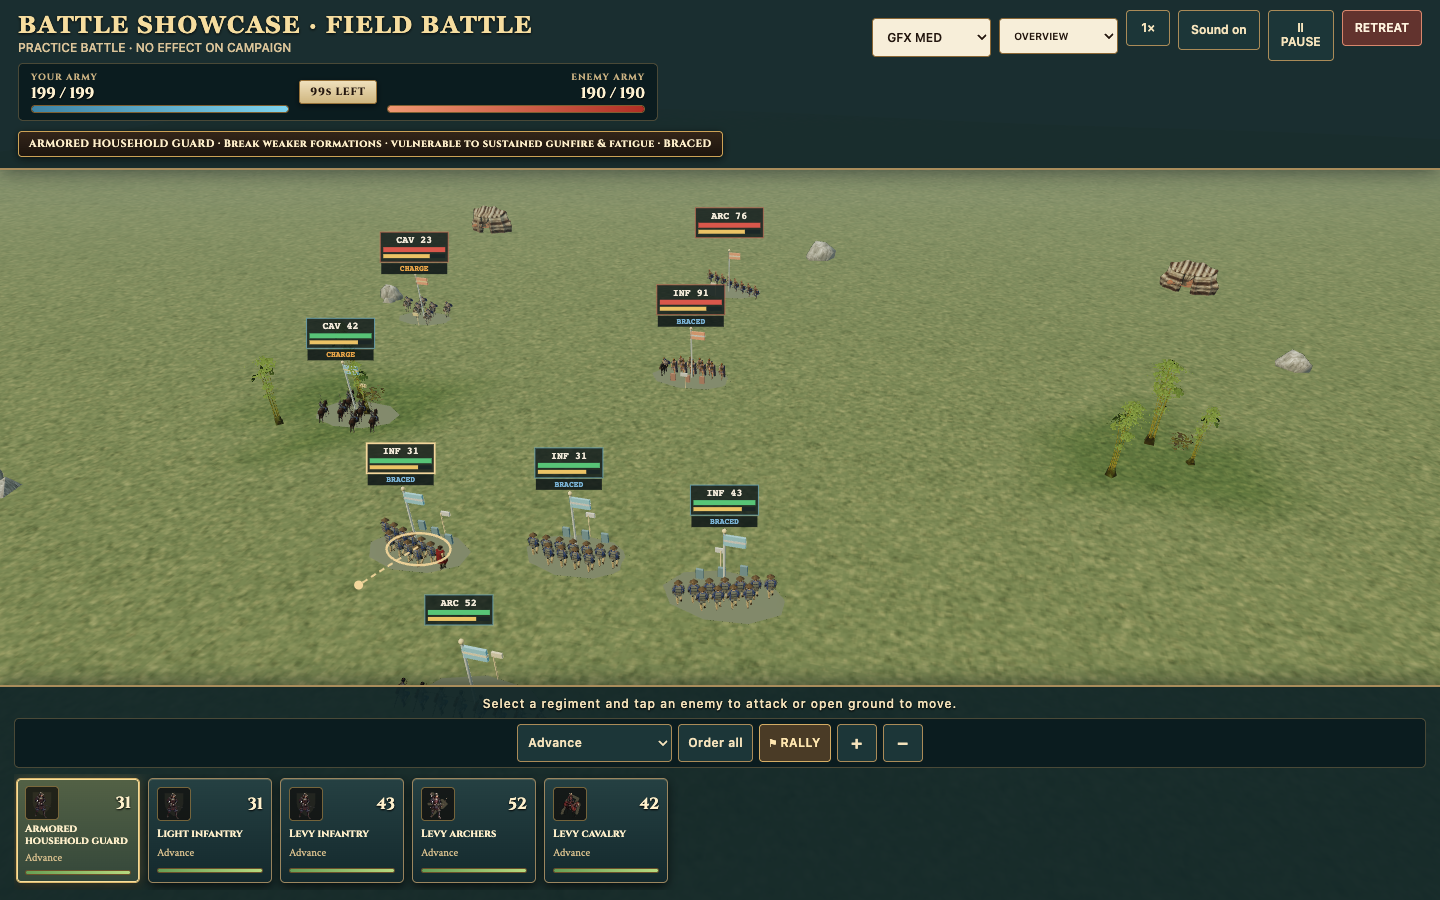 BATTLE SHOWCASE · FIELD BATTLE
PRACTICE BATTLE · NO EFFECT ON CAMPAIGN
GFX MED
OVERVIEW
1×
Sound on
II
PAUSE
RETREAT
YOUR ARMY
199 / 199
99s LEFT
ENEMY ARMY
190 / 190
ARMORED HOUSEHOLD GUARD · BREAK WEAKER FORMATIONS · VULNERABLE TO SUSTAINED GUNFIRE & FATIGUE · BRACED
ARC 76
CAV 23
CHARGE
INF 91
BRACED
CAV 42
CHARGE
INF 31
BRACED
INF 31
BRACED
INF 43
BRACED
ARC 52
Select a regiment and tap an enemy to attack or open ground to move.
Advance
Order all
⚑ RALLY
+
−
31
ARMORED HOUSEHOLD GUARD
Advance
31
LIGHT INFANTRY
Advance
43
LEVY INFANTRY
Advance
52
LEVY ARCHERS
Advance
42
LEVY CAVALRY
Advance